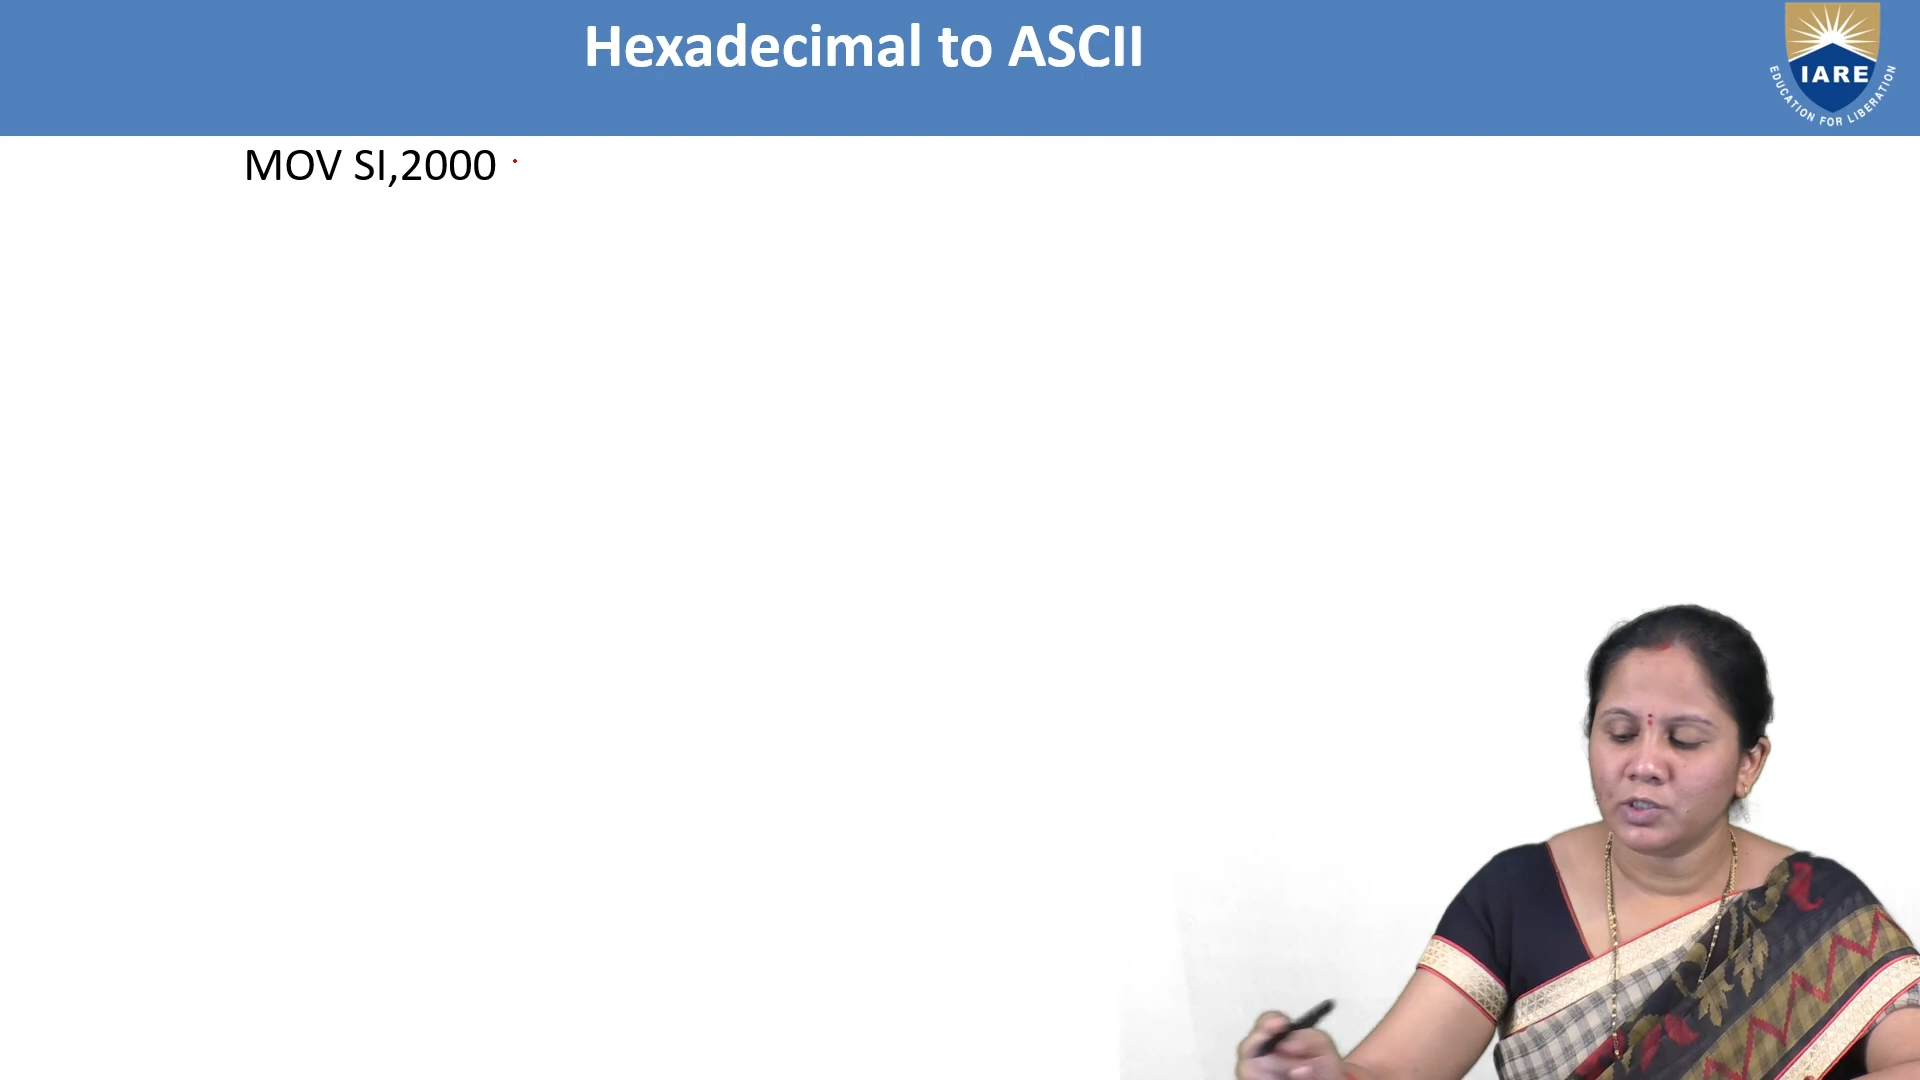 Hexadecimal to ASCII
IARE
EDUCATION FOR LIBERATION
MOV SI,2000